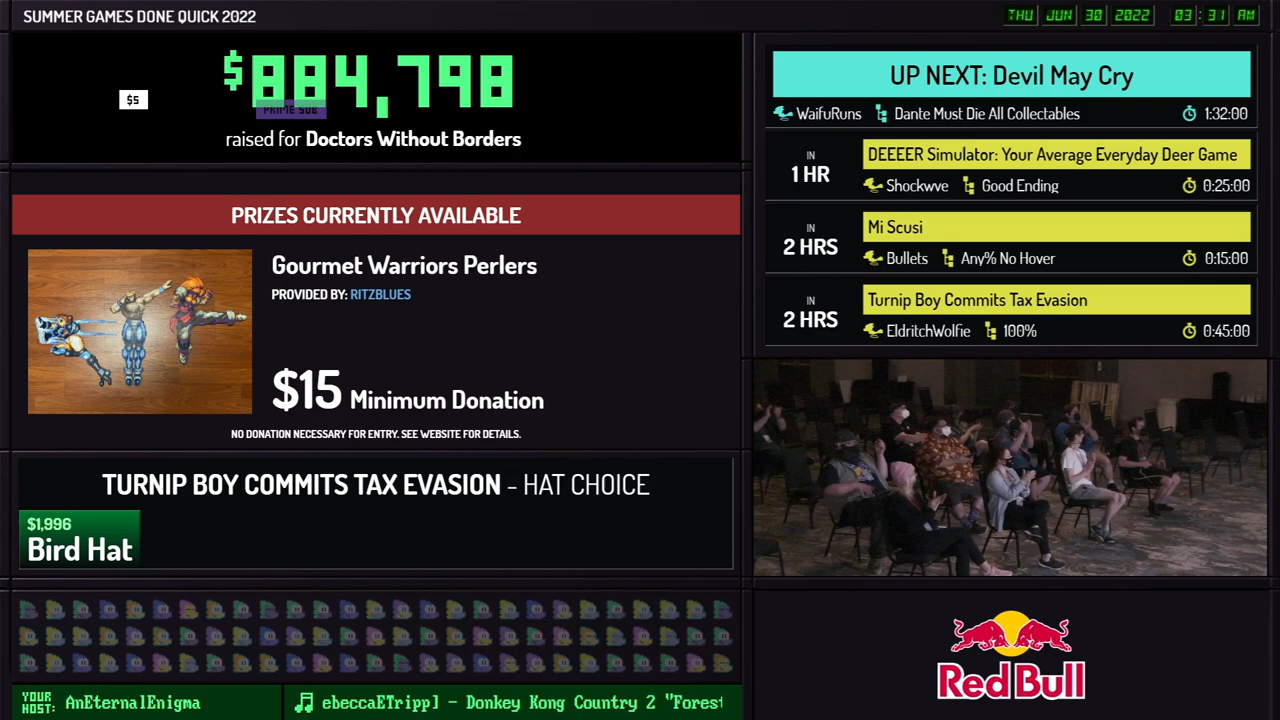 SUMMER GAMES DONE QUICK 2022
THU JUN 30 2022 03:31 AM
$884,798
$5
PRIME SUB
raised for Doctors Without Borders
PRIZES CURRENTLY AVAILABLE
Gourmet Warriors Perlers
PROVIDED BY: RITZBLUES
$15 Minimum Donation
NO DONATION NECESSARY FOR ENTRY. SEE WEBSITE FOR DETAILS.
TURNIP BOY COMMITS TAX EVASION - HAT CHOICE
$1,996
Bird Hat
YOUR HOST: AnEternalEnigma
ebeccaETripp] - Donkey Kong Country 2 "Forest
UP NEXT: Devil May Cry
WaifuRuns Dante Must Die All Collectables 1:32:00
IN 1 HR
DEEEER Simulator: Your Average Everyday Deer Game
Shockwve Good Ending 0:25:00
IN 2 HRS
Mi Scusi
Bullets Any% No Hover 0:15:00
IN 2 HRS
Turnip Boy Commits Tax Evasion
EldritchWolfie 100% 0:45:00
Red Bull